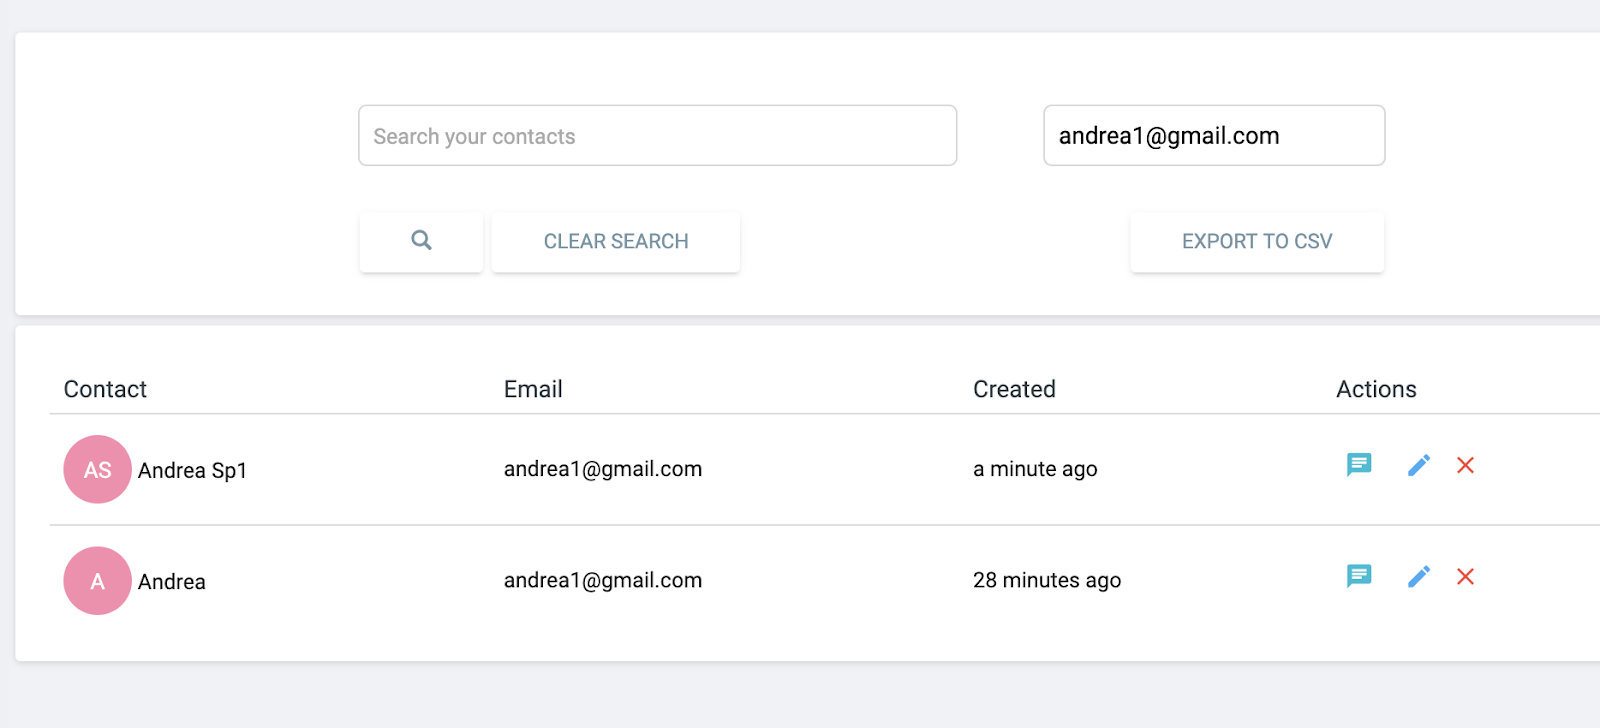 Search your contacts
andrea1@gmail.com
CLEAR SEARCH
EXPORT TO CSV
Contact Email Created Actions
AS Andrea Sp1 andrea1@gmail.com a minute ago
A Andrea andrea1@gmail.com 28 minutes ago